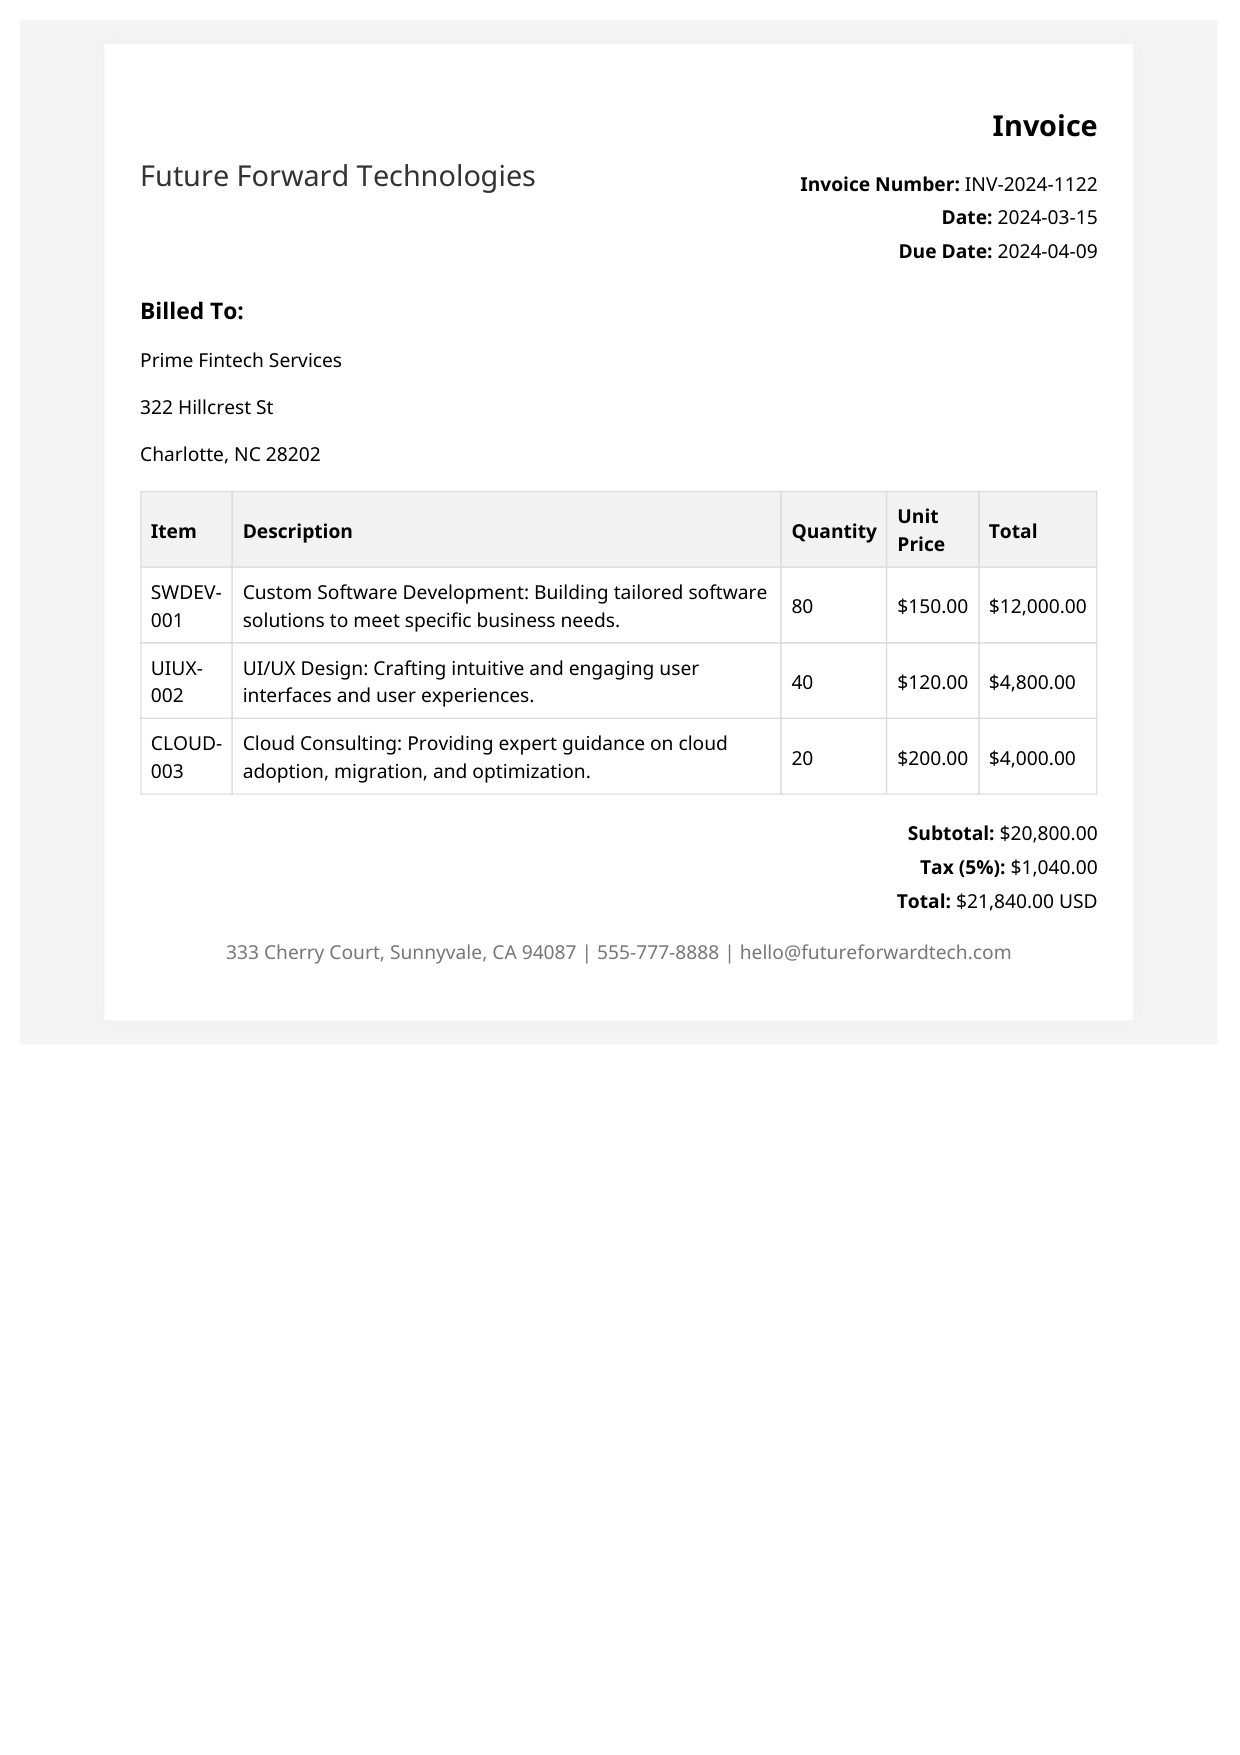 Invoice
Future Forward Technologies
Invoice Number: INV-2024-1122
Date: 2024-03-15
Due Date: 2024-04-09
Billed To:
Prime Fintech Services
322 Hillcrest St
Charlotte, NC 28202
Item Description Quantity Unit Price Total
SWDEV-001 Custom Software Development: Building tailored software
solutions to meet specific business needs. 80 $150.00 $12,000.00
UIUX-002 UI/UX Design: Crafting intuitive and engaging user
interfaces and user experiences. 40 $120.00 $4,800.00
CLOUD-003 Cloud Consulting: Providing expert guidance on cloud
adoption, migration, and optimization. 20 $200.00 $4,000.00
Subtotal: $20,800.00
Tax (5%): $1,040.00
Total: $21,840.00 USD
333 Cherry Court, Sunnyvale, CA 94087 | 555-777-8888 | hello@futureforwardtech.com